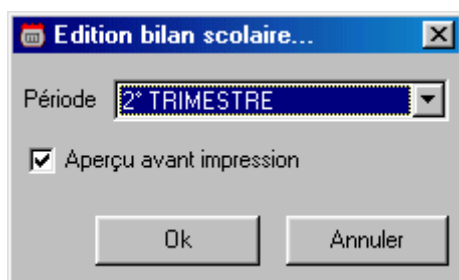 Edition bilan scolaire...
Période 2° TRIMESTRE
Aperçu avant impression
Ok Annuler